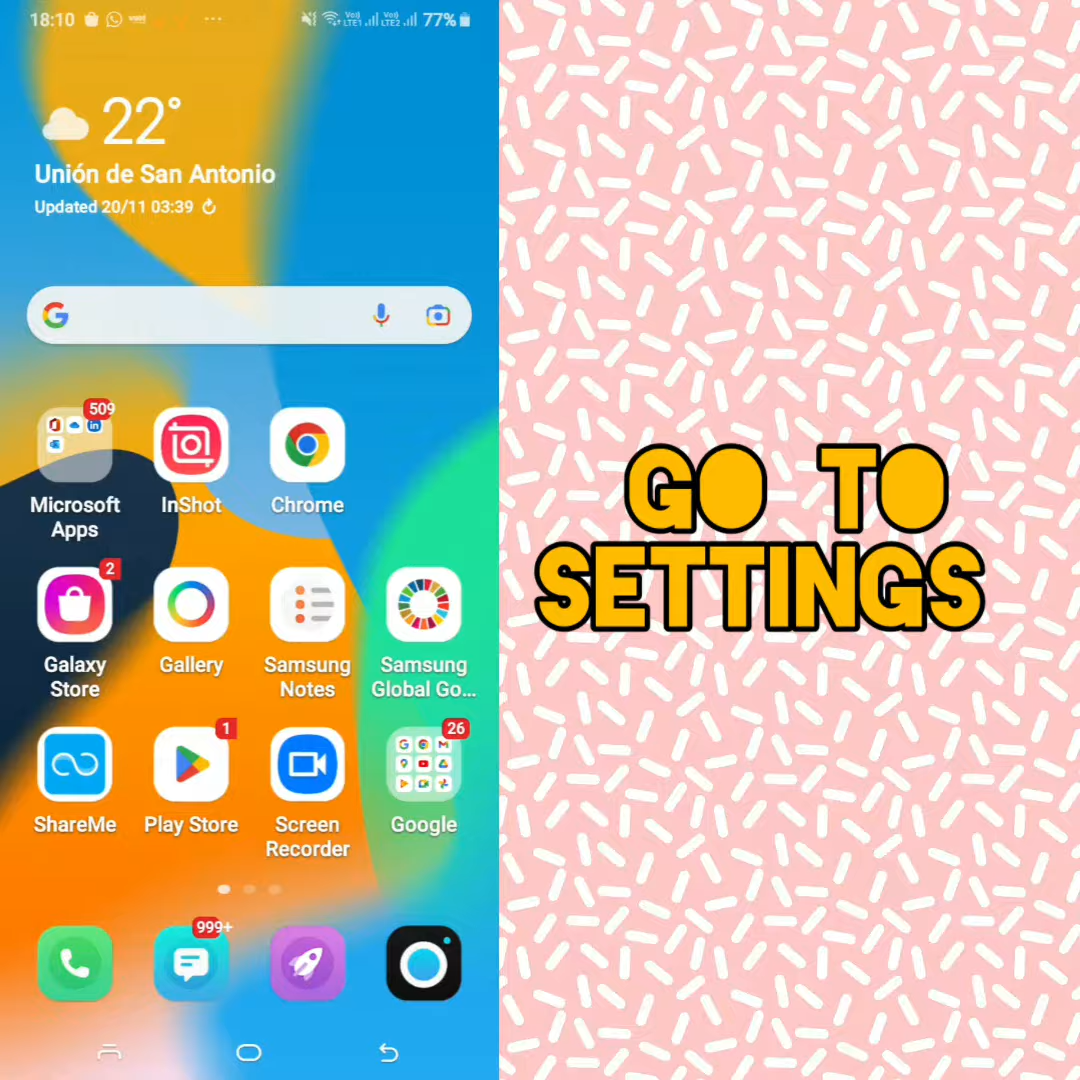 18:10
VoLTE1 VoLTE2 77%
22°
Unión de San Antonio
Updated 20/11 03:39
509
Microsoft Apps
InShot
Chrome
2
Galaxy Store
Gallery
Samsung Notes
Samsung Global Go...
1
26
ShareMe
Play Store
Screen Recorder
Google
999+
GO TO
SETTINGS